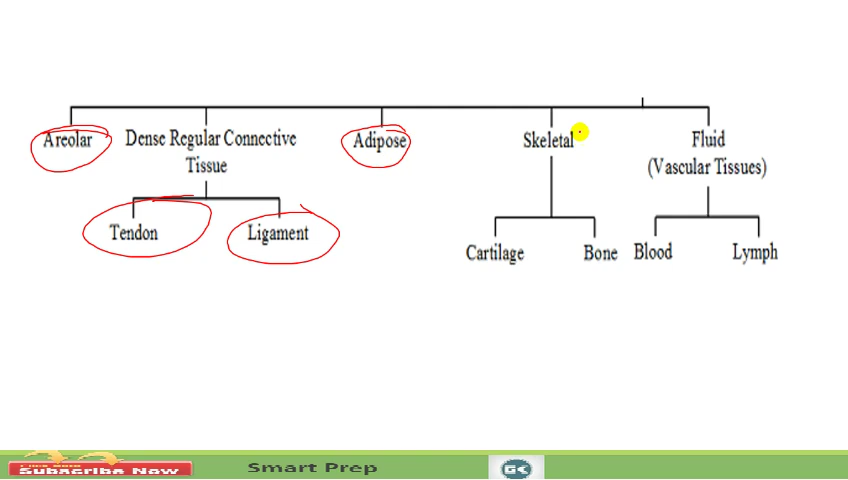 Areolar
Dense Regular Connective
Tissue
Adipose
Skeletal
Fluid
(Vascular Tissues)
Tendon
Ligament
Cartilage
Bone
Blood
Lymph
Subscribe Now
Smart Prep
GK